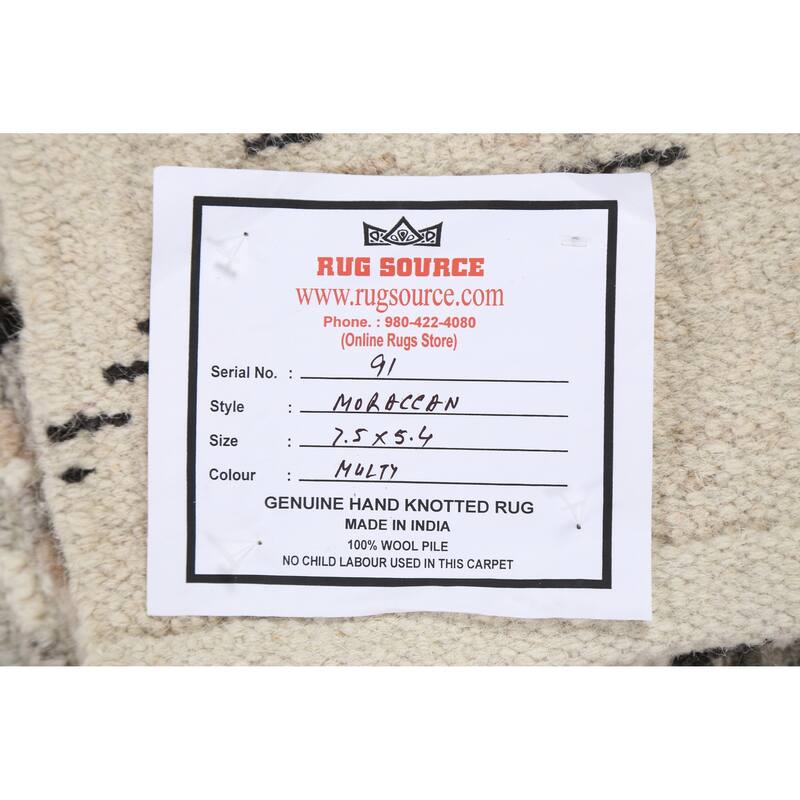 RUG SOURCE
www.rugsource.com
Phone. : 980-422-4080
(Online Rugs Store)
Serial No. : 91
Style : MORACCAN
Size : 7.5 x 5.4
Colour : MULTY
GENUINE HAND KNOTTED RUG
MADE IN INDIA
100% WOOL PILE
NO CHILD LABOUR USED IN THIS CARPET